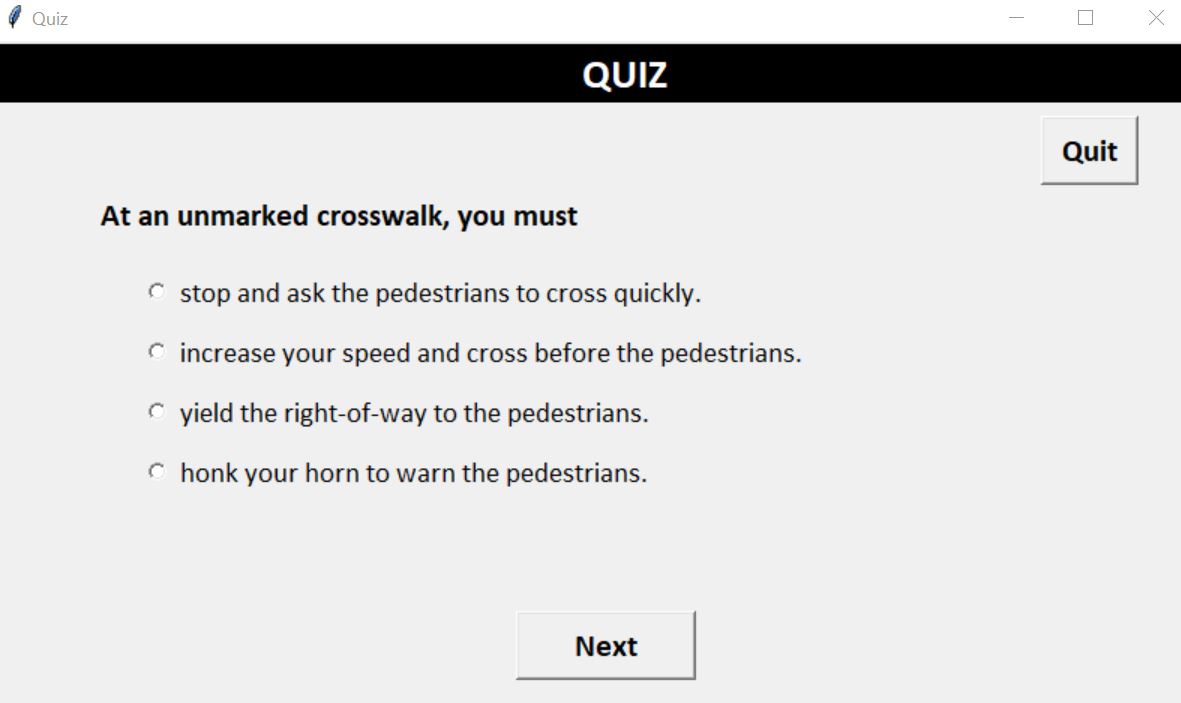 Quiz
QUIZ
Quit
At an unmarked crosswalk, you must
stop and ask the pedestrians to cross quickly.
increase your speed and cross before the pedestrians.
yield the right-of-way to the pedestrians.
honk your horn to warn the pedestrians.
Next